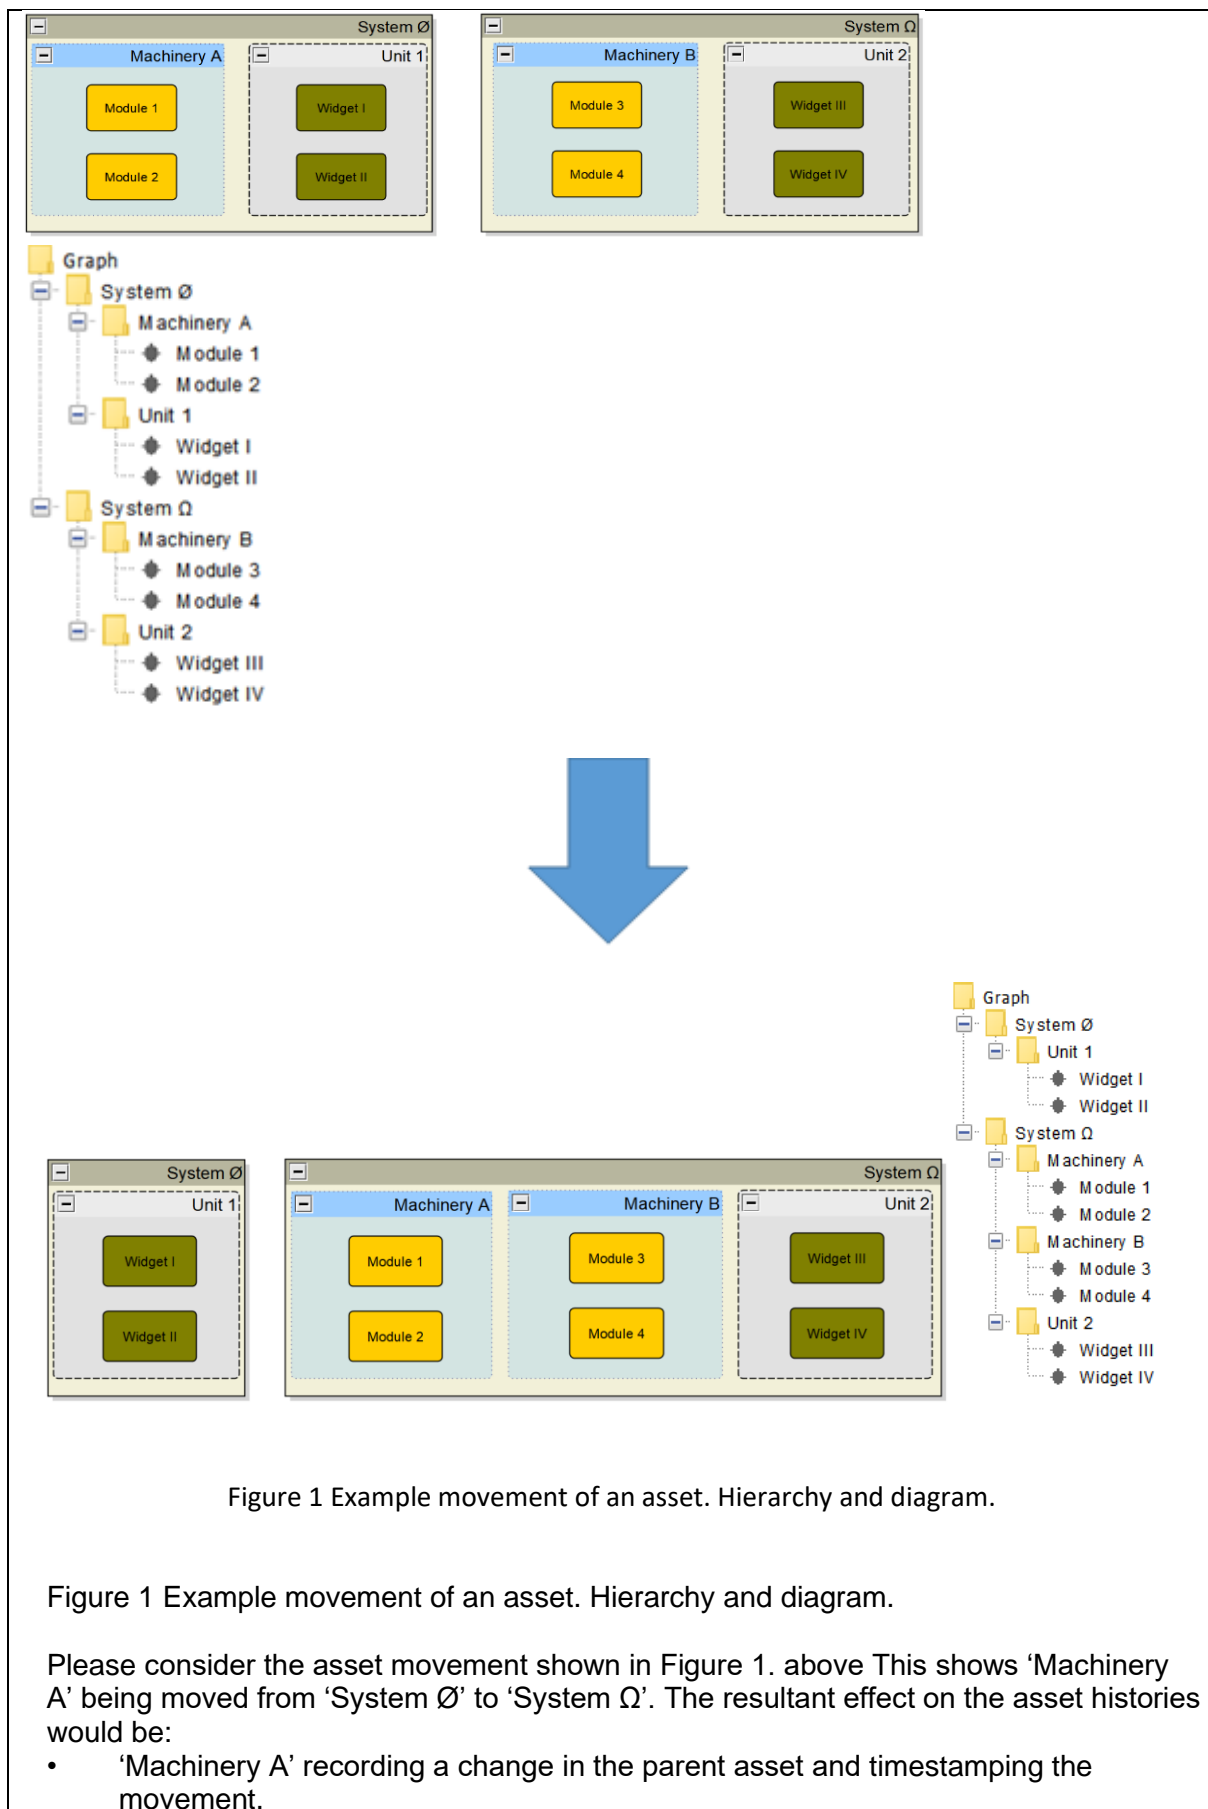 System Ø
Machinery A
Unit 1
Module 1
Widget I
Module 2
Widget II
System Ω
Machinery B
Unit 2
Module 3
Widget III
Module 4
Widget IV
Graph
System Ø
Machinery A
Module 1
Module 2
Unit 1
Widget I
Widget II
System Ω
Machinery B
Module 3
Module 4
Unit 2
Widget III
Widget IV
Graph
System Ø
Unit 1
Widget I
Widget II
System Ω
Machinery A
Module 1
Module 2
Machinery B
Module 3
Module 4
Unit 2
Widget III
Widget IV
System Ø
Unit 1
Widget I
Widget II
System Ω
Machinery A
Machinery B
Unit 2
Module 1
Module 3
Widget III
Module 2
Module 4
Widget IV
Figure 1 Example movement of an asset. Hierarchy and diagram.
Figure 1 Example movement of an asset. Hierarchy and diagram.
Please consider the asset movement shown in Figure 1. above This shows ‘Machinery
A’ being moved from ‘System Ø’ to ‘System Ω’. The resultant effect on the asset histories
would be:
• ‘Machinery A’ recording a change in the parent asset and timestamping the
movement.